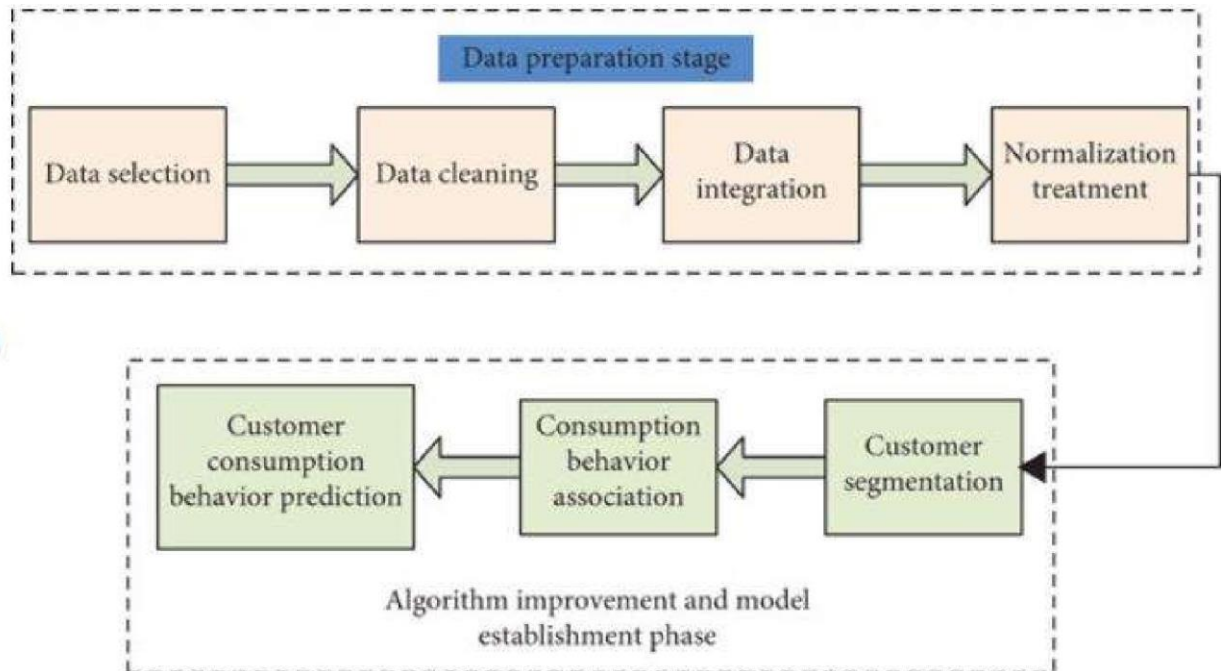 Data preparation stage
Data selection
Data cleaning
Data
integration
Normalization
treatment
Customer
consumption
behavior prediction
Consumption
behavior
association
Customer
segmentation
Algorithm improvement and model
establishment phase